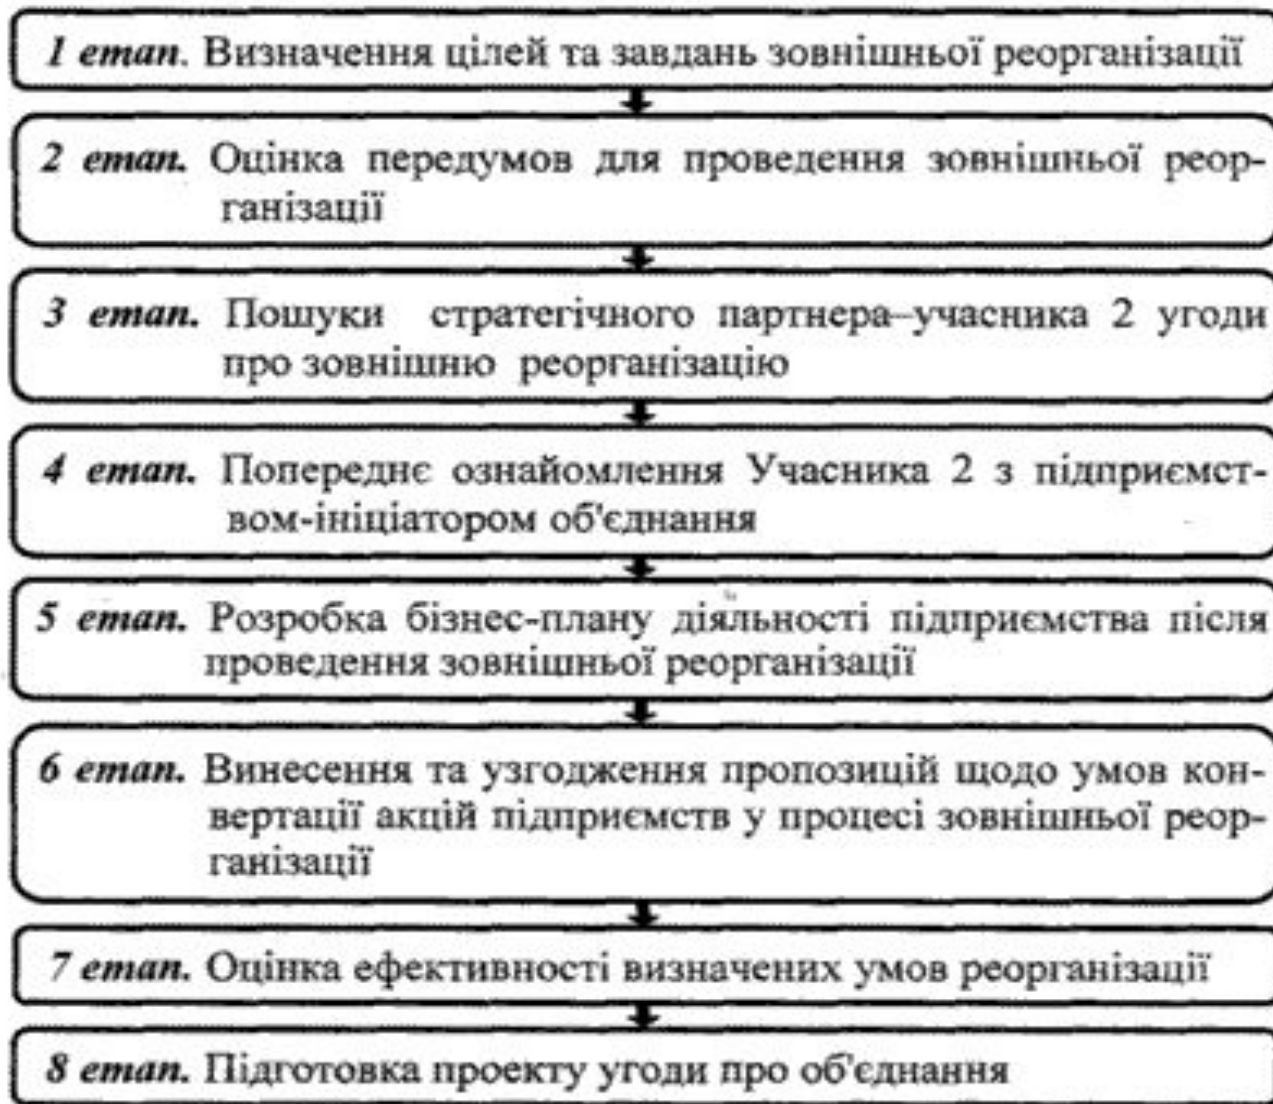 1 етап. Визначення цілей та завдань зовнішньої реорганізації
2 етап. Оцінка передумов для проведення зовнішньої реор-
ганізації
3 етап. Пошуки стратегічного партнера–учасника 2 угоди
про зовнішню реорганізацію
4 етап. Попереднє ознайомлення Учасника 2 з підприємст-
вом-ініціатором об'єднання
5 етап. Розробка бізнес-плану діяльності підприємства після
проведення зовнішньої реорганізації
6 етап. Винесення та узгодження пропозицій щодо умов кон-
вертації акцій підприємств у процесі зовнішньої реор-
ганізації
7 етап. Оцінка ефективності визначених умов реорганізації
8 етап. Підготовка проекту угоди про об'єднання